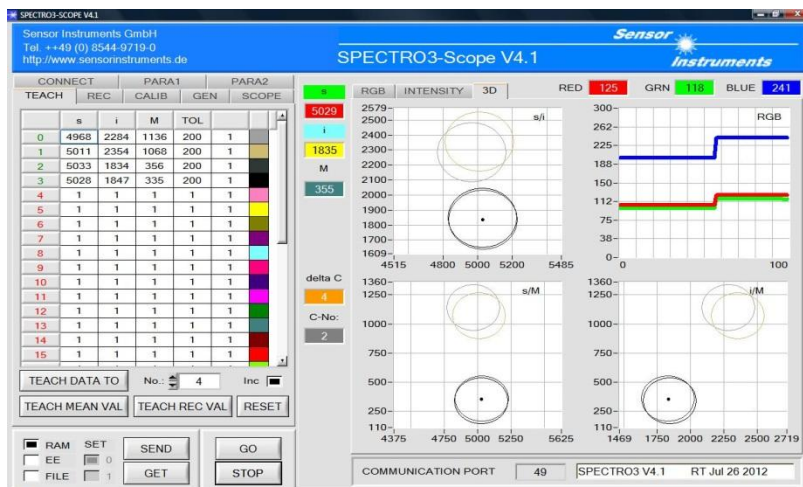 SPECTRO3-SCOPE V4.1
Sensor Instruments GmbH
Tel. ++49 (0) 8544-9719-0
http://www.sensorinstruments.de
SPECTRO3-Scope V4.1
Sensor
Instruments
CONNECT PARA1 PARA2
TEACH REC CALIB GEN SCOPE
s i M TOL
0 4968 2284 1136 200 1
1 5011 2354 1068 200 1
2 5033 1834 356 200 1
3 5028 1847 335 200 1
4 1 1 1 1 1
5 1 1 1 1 1
6 1 1 1 1 1
7 1 1 1 1 1
8 1 1 1 1 1
9 1 1 1 1 1
10 1 1 1 1 1
11 1 1 1 1 1
12 1 1 1 1 1
13 1 1 1 1 1
14 1 1 1 1 1
15 1 1 1 1 1
TEACH DATA TO No.: 4 Inc
TEACH MEAN VAL TEACH REC VAL RESET
RAM SET SEND GO
EE 0
FILE 1 GET STOP
s
5029
i
1835
M
355
delta C
4
C-No:
2
RGB INTENSITY 3D RED 125 GRN 118 BLUE 241
s/i
2579
2500
2400
2300
2200
2100
2000
1900
1800
1700
1609
4515 4800 5000 5200 5485
RGB
300
262
225
188
150
112
75
38
0
0 100
s/M
1360
1250
1000
750
500
250
110
4375 4750 5000 5250 5625
i/M
1360
1250
1000
750
500
250
110
1469 1750 2000 2250 2500 2719
COMMUNICATION PORT 49 SPECTRO3 V4.1 RT Jul 26 2012